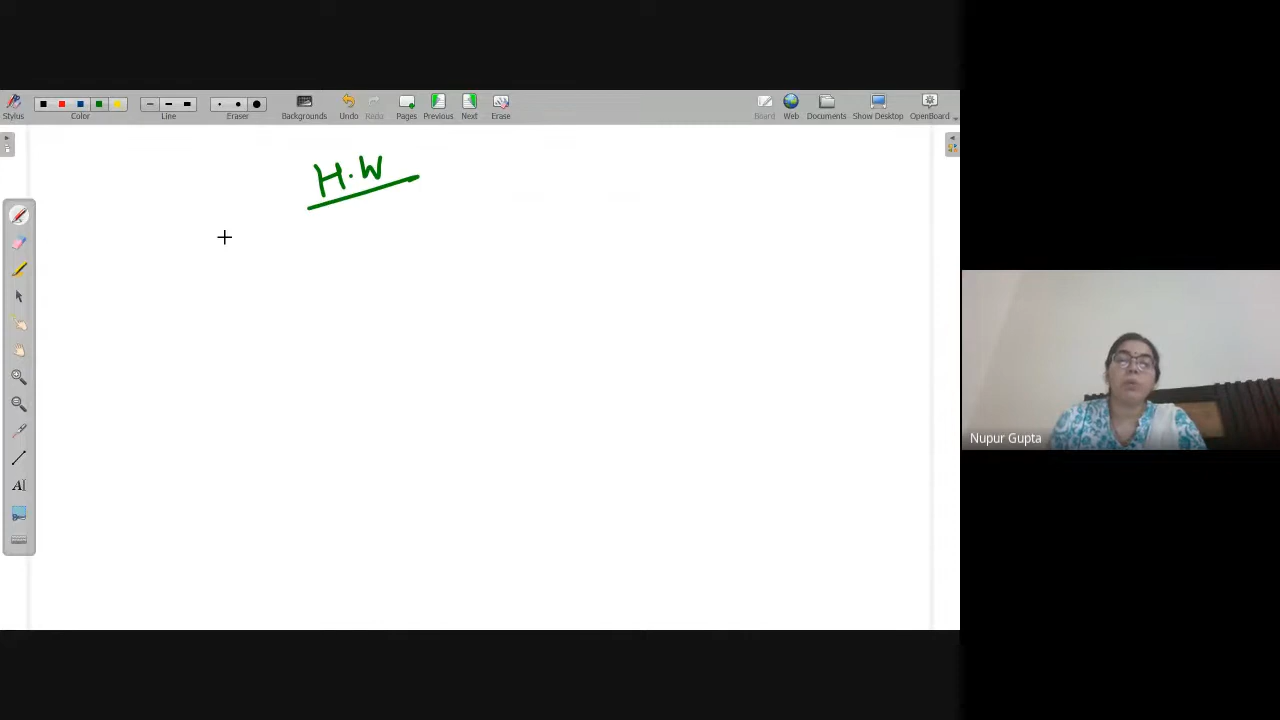 Stylus
Color
Line
Eraser
Backgrounds
Undo
Redo
Pages
Previous
Next
Erase
Board
Web
Documents
Show Desktop
OpenBoard
H.W
A
Nupur Gupta